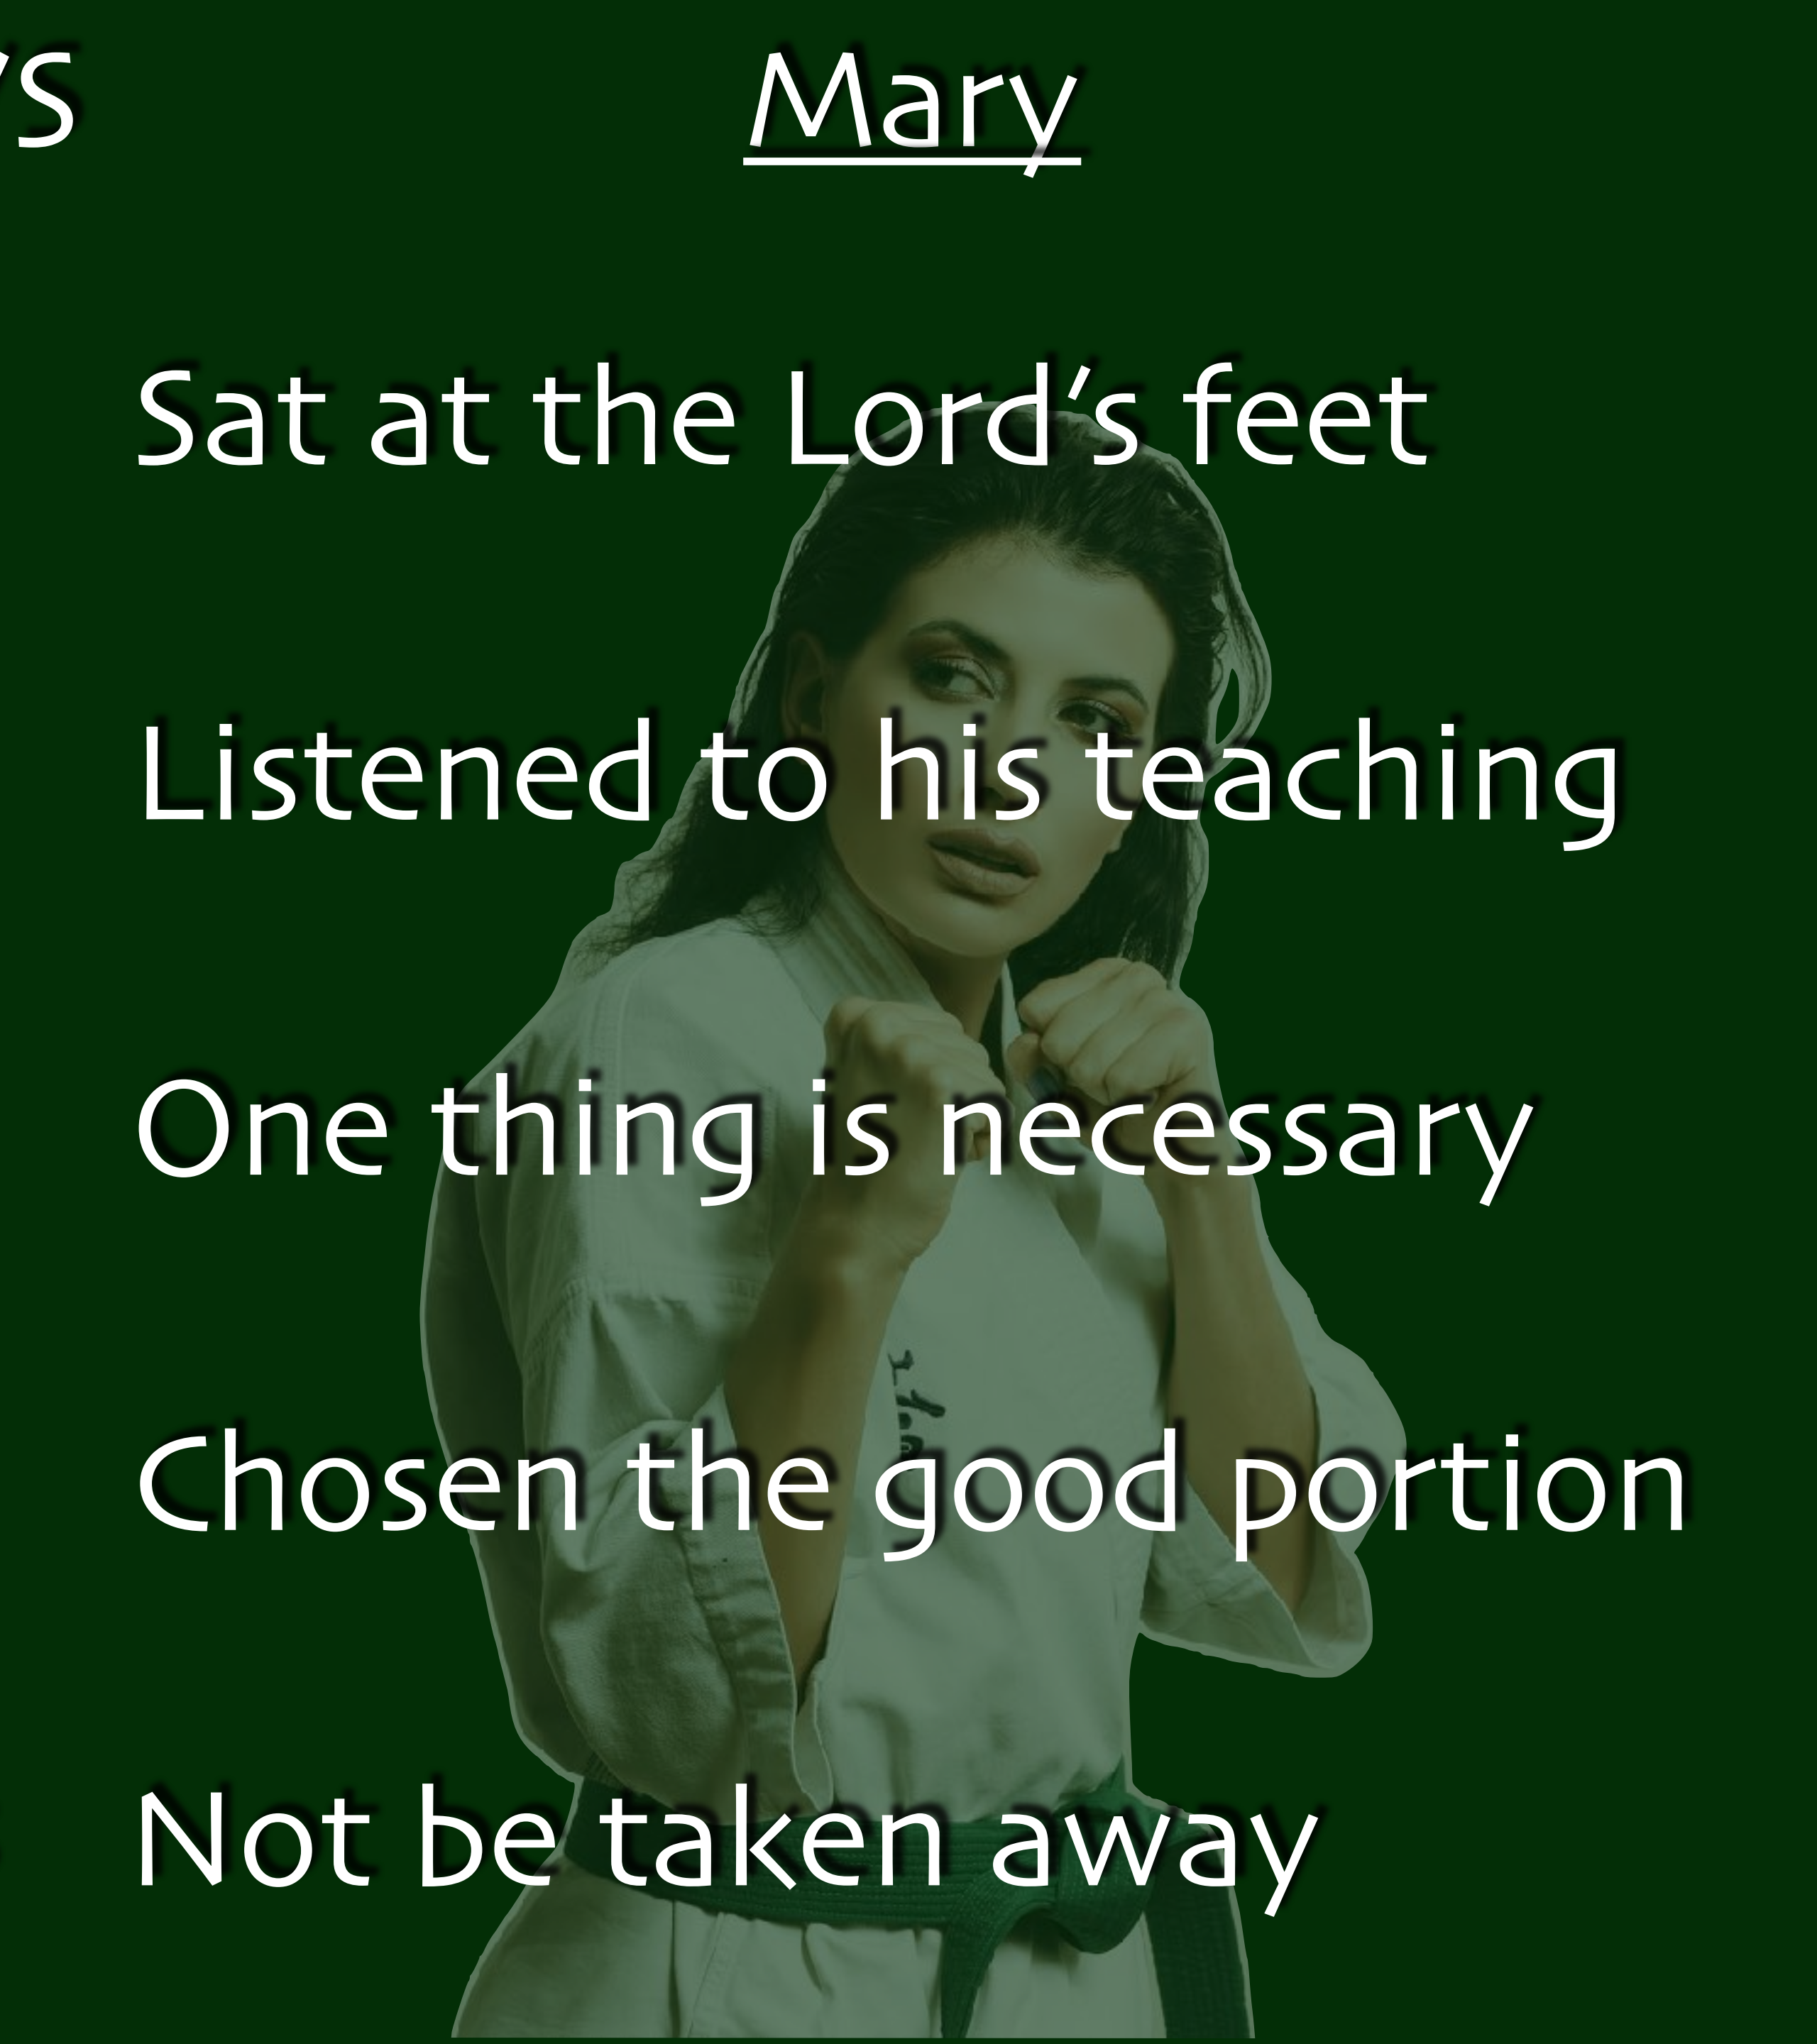 Mary
Sat at the Lord’s feet
Listened to his teaching
One thing is necessary
Chosen the good portion
Not be taken away